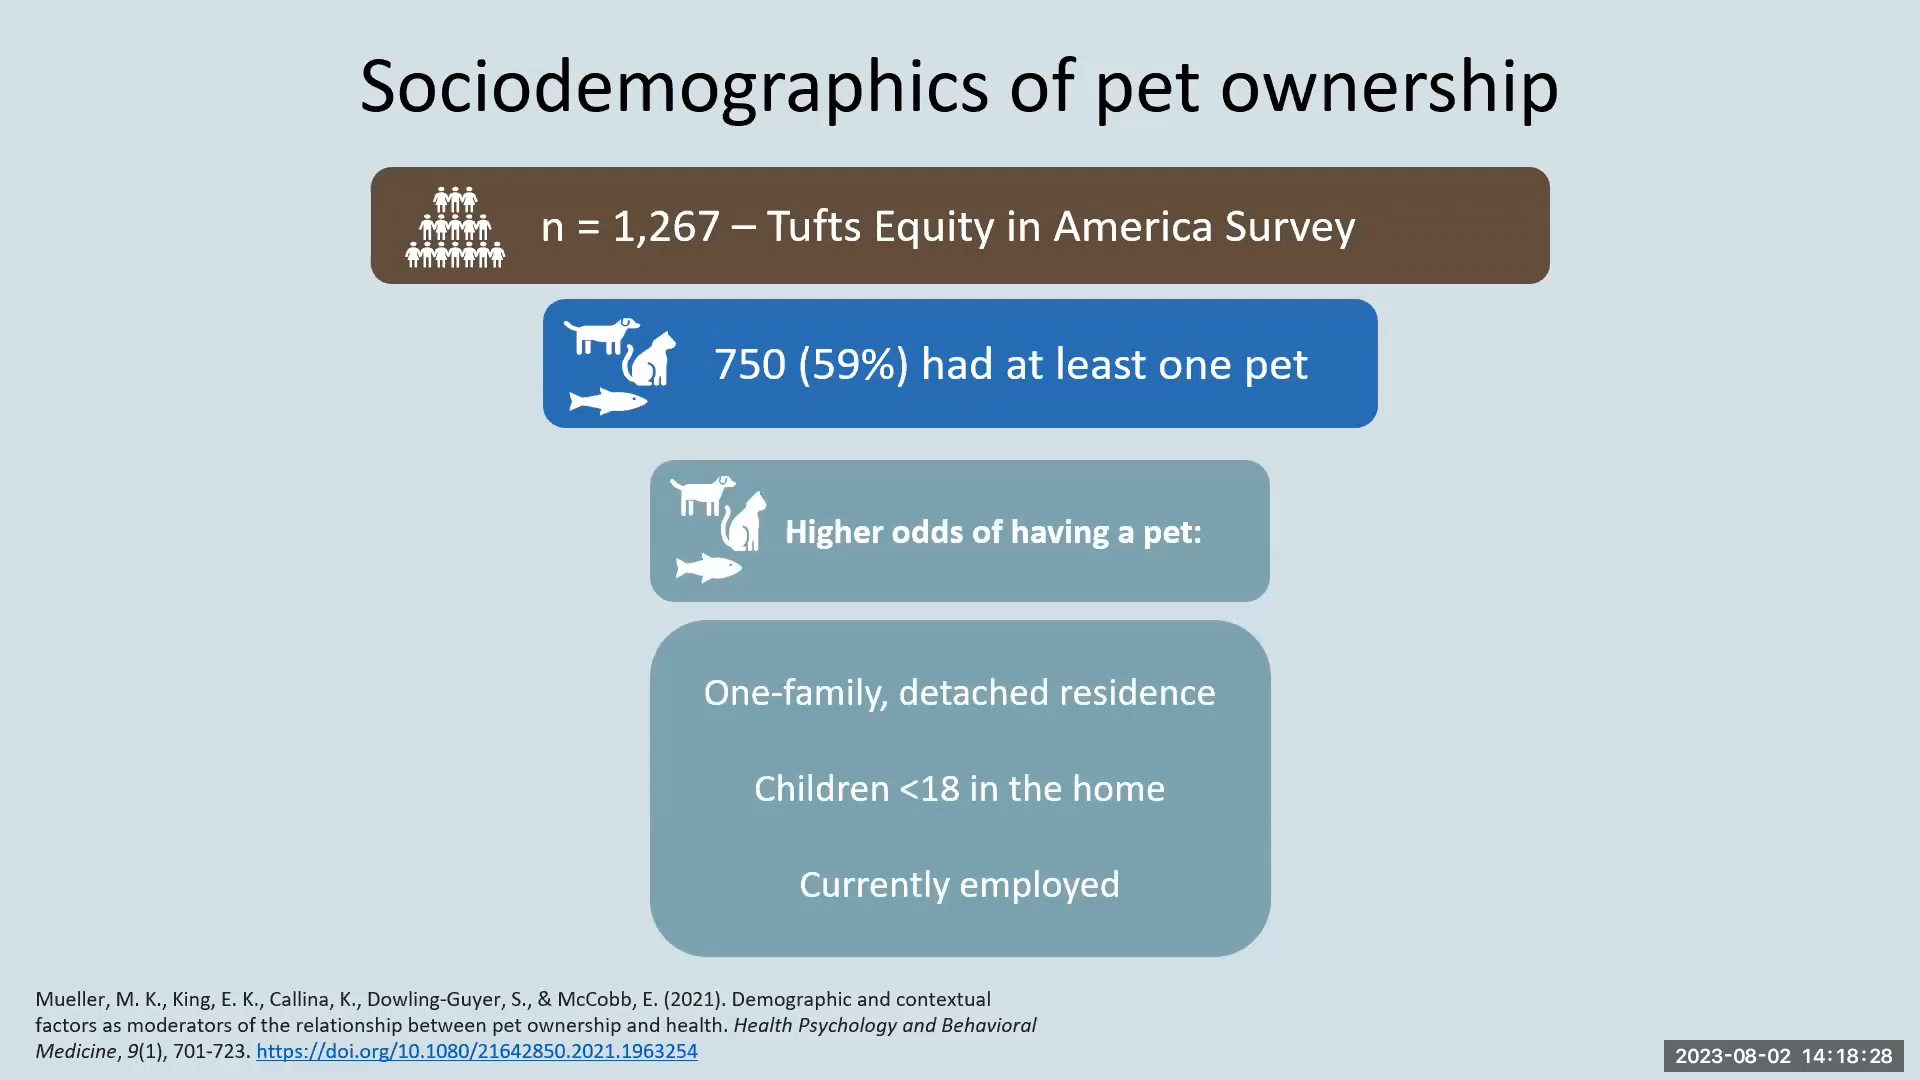 Sociodemographics of pet ownership
n = 1,267 – Tufts Equity in America Survey
750 (59%) had at least one pet
Higher odds of having a pet:
One-family, detached residence
Children <18 in the home
Currently employed
Mueller, M. K., King, E. K., Callina, K., Dowling-Guyer, S., & McCobb, E. (2021). Demographic and contextual
factors as moderators of the relationship between pet ownership and health. Health Psychology and Behavioral
Medicine, 9(1), 701-723. https://doi.org/10.1080/21642850.2021.1963254
2023-08-02 14:18:28